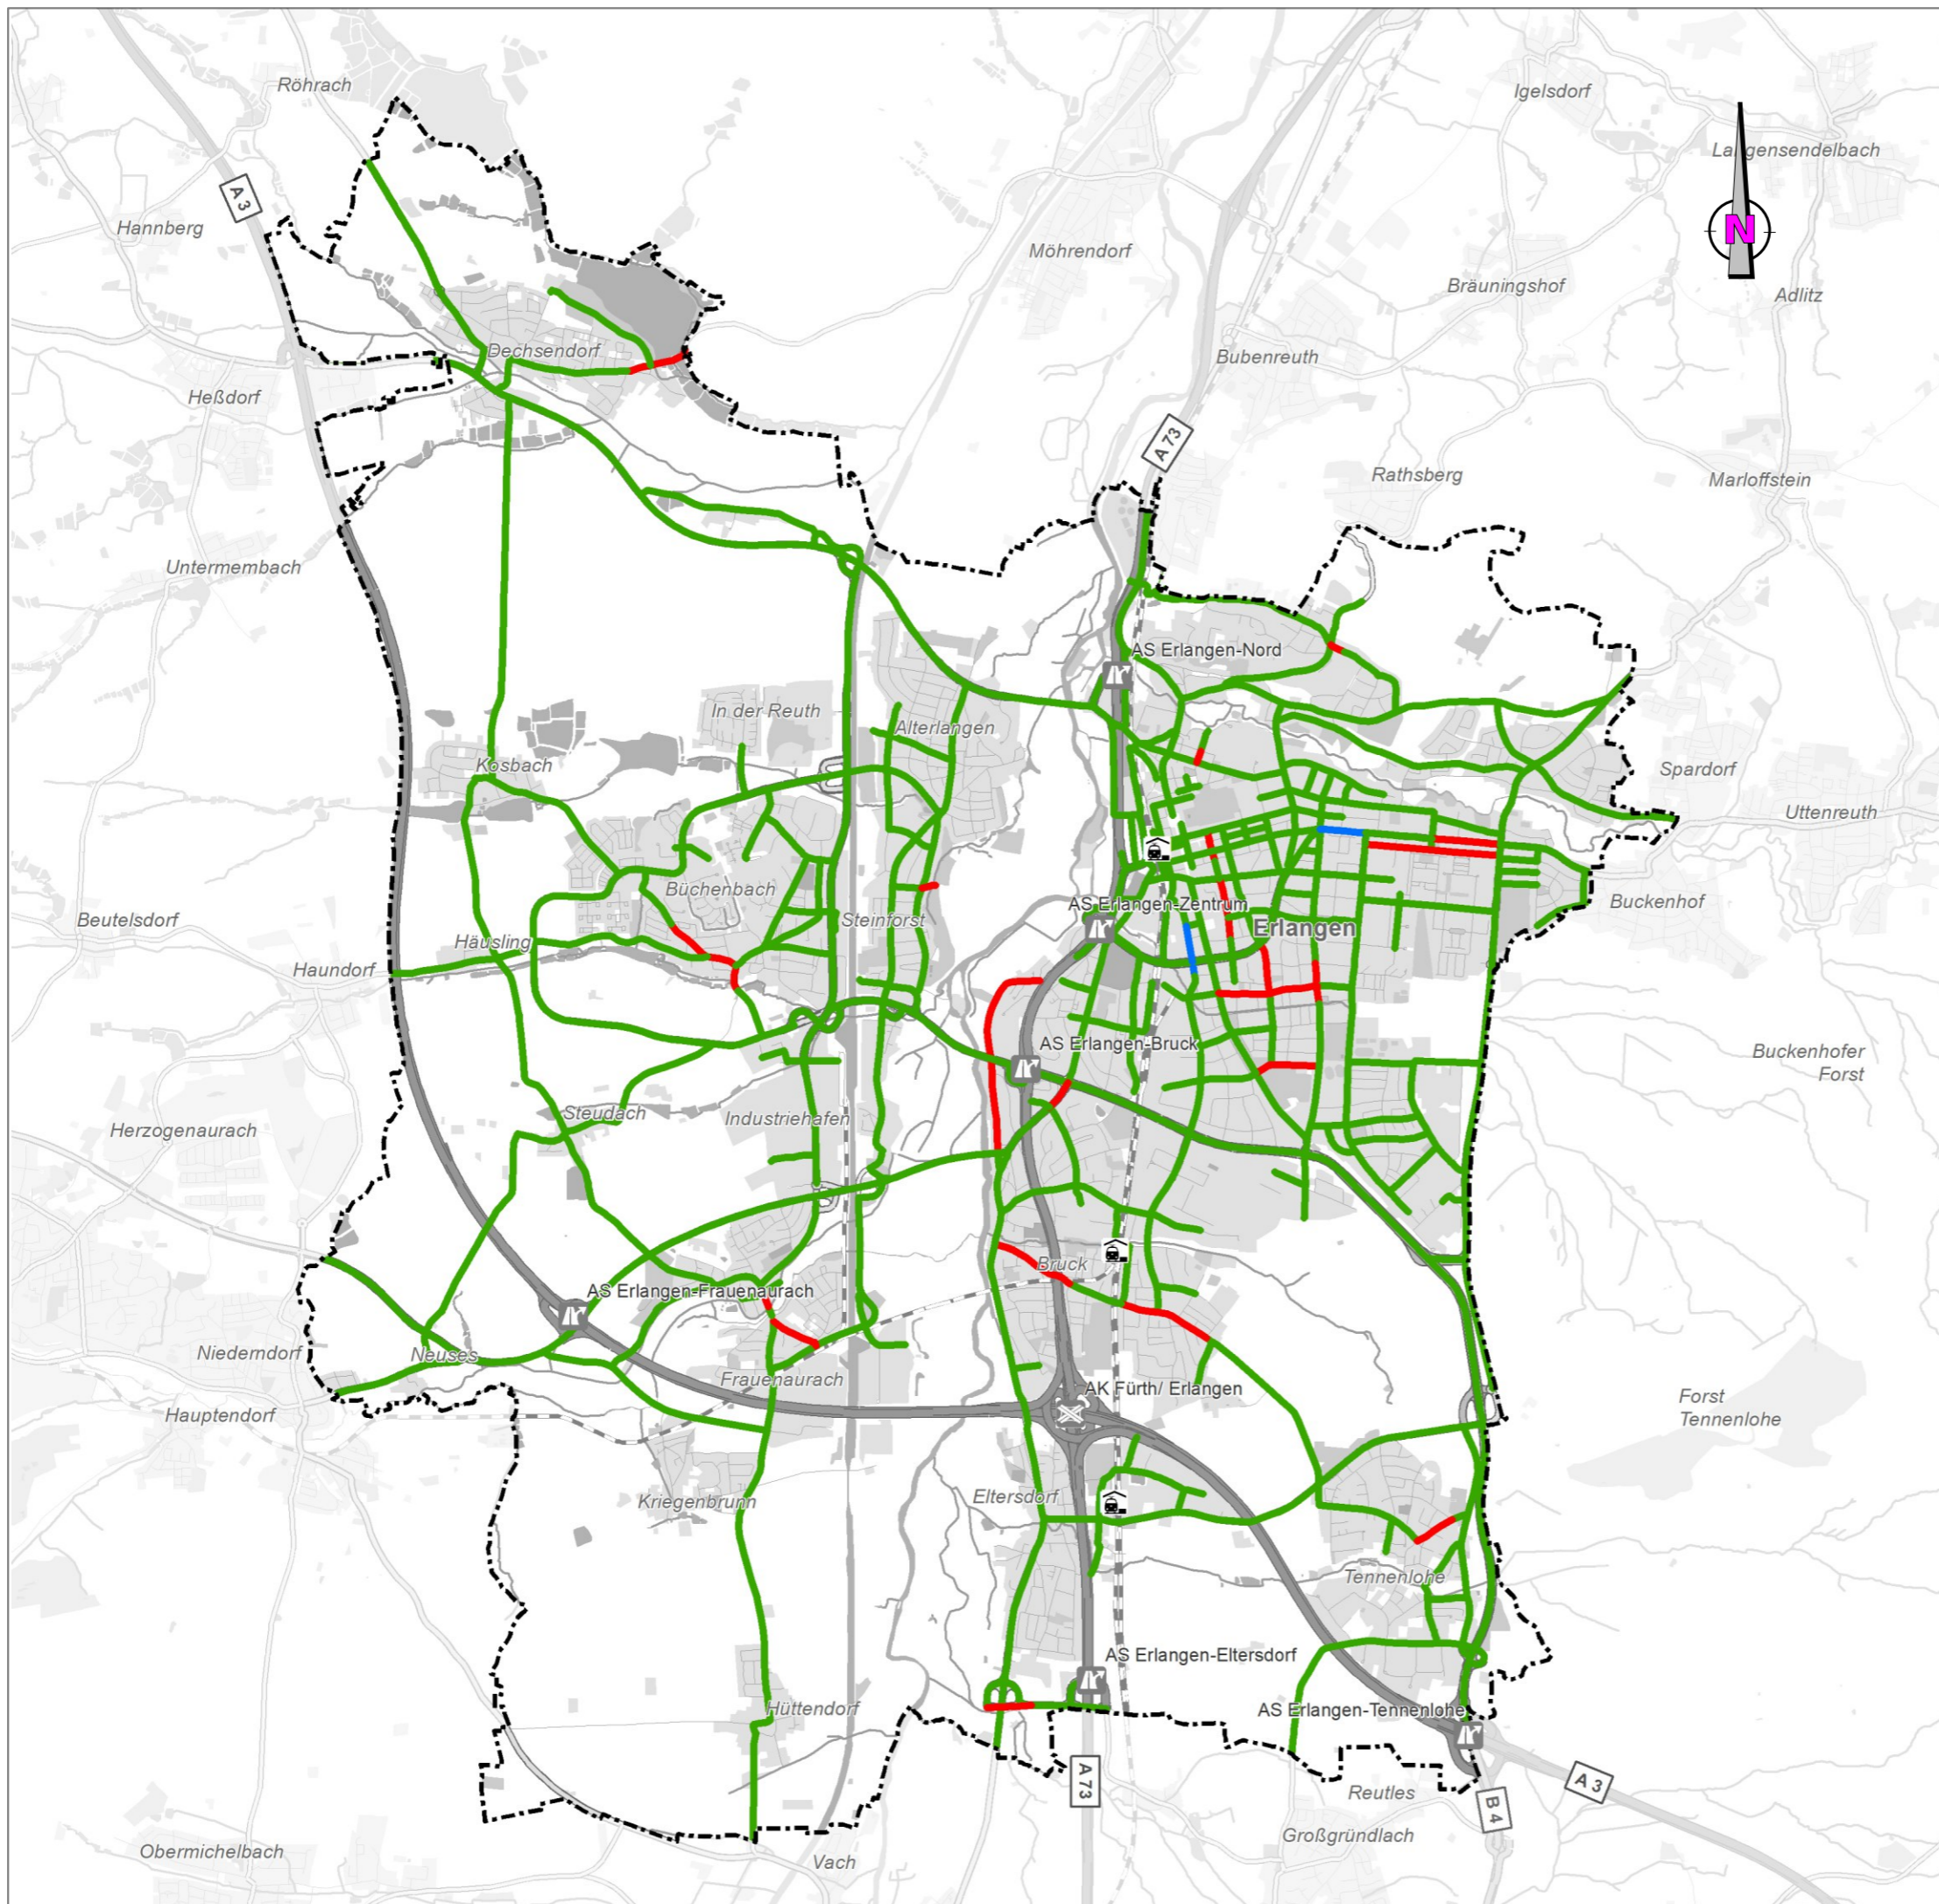 Röhrach
Igelsdorf
Langensendelbach
A 3
Hannberg
N
Möhrendorf
Bräuningshof
Adlitz
Dechsendorf
Bubenreuth
Heßdorf
A 73
Rathsberg
Marloffstein
Untermembach
AS Erlangen-Nord
In der Reuth
Alterlangen
Kosbach
Spardorf
Uttenreuth
Büchenbach
Buckenhof
AS Erlangen-Zentrum
Beutelsdorf
Steinforst
Erlangen
Häusling
Haundorf
AS Erlangen-Bruck
Buckenhofer
Forst
Steudach
Industriehafen
Herzogenaurach
Bruck
AS Erlangen-Frauenaurach
Niederndorf
Neuses
Frauenaurach
AK Fürth/ Erlangen
Forst
Tennenlohe
Hauptendorf
Kriegenbrunn
Eltersdorf
Tennenlohe
AS Erlangen-Eltersdorf
Hüttendorf
AS Erlangen-Tennenlohe
A 73
A 3
Reutles
B 4
Großgründlach
Obermichelbach
Vach